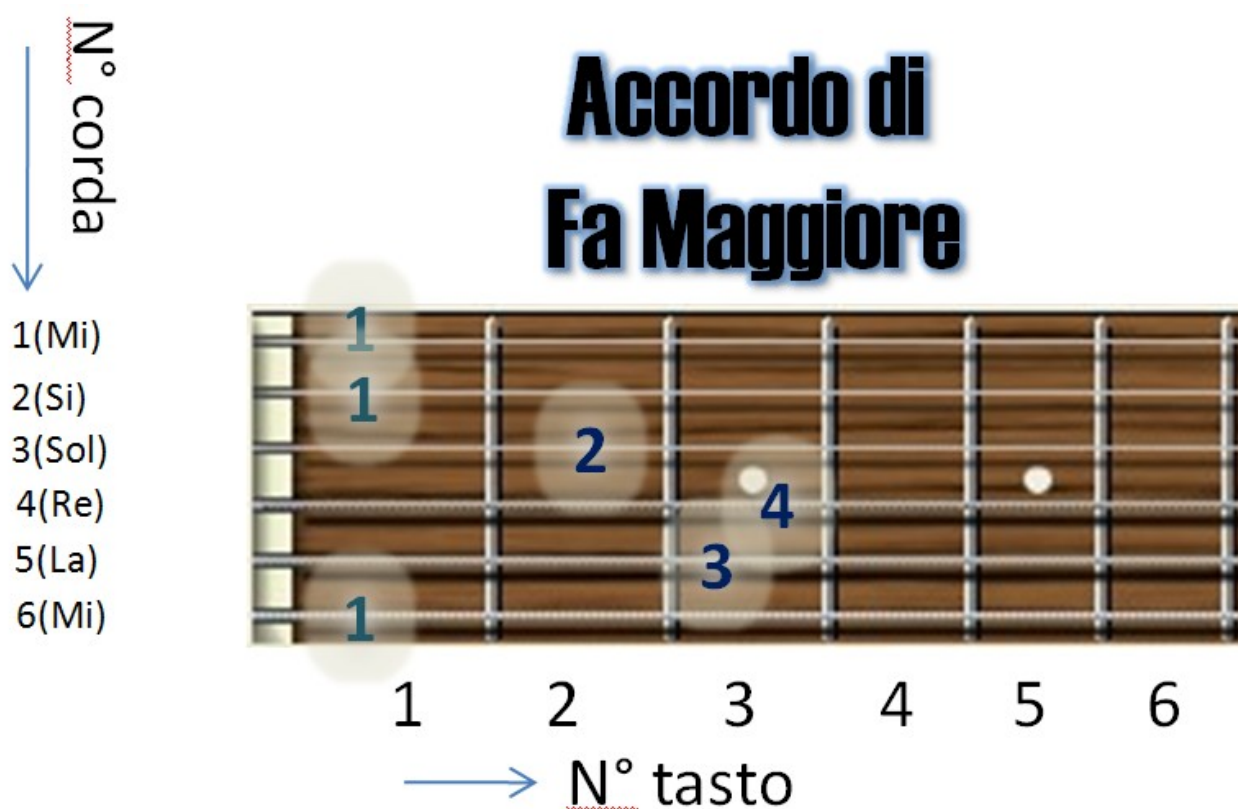 N° corda
Accordo di
Fa Maggiore
1(Mi)
1
2(Si)
1
3(Sol)
2
4(Re)
4
5(La)
3
6(Mi)
1
1 2 3 4 5 6
N° tasto